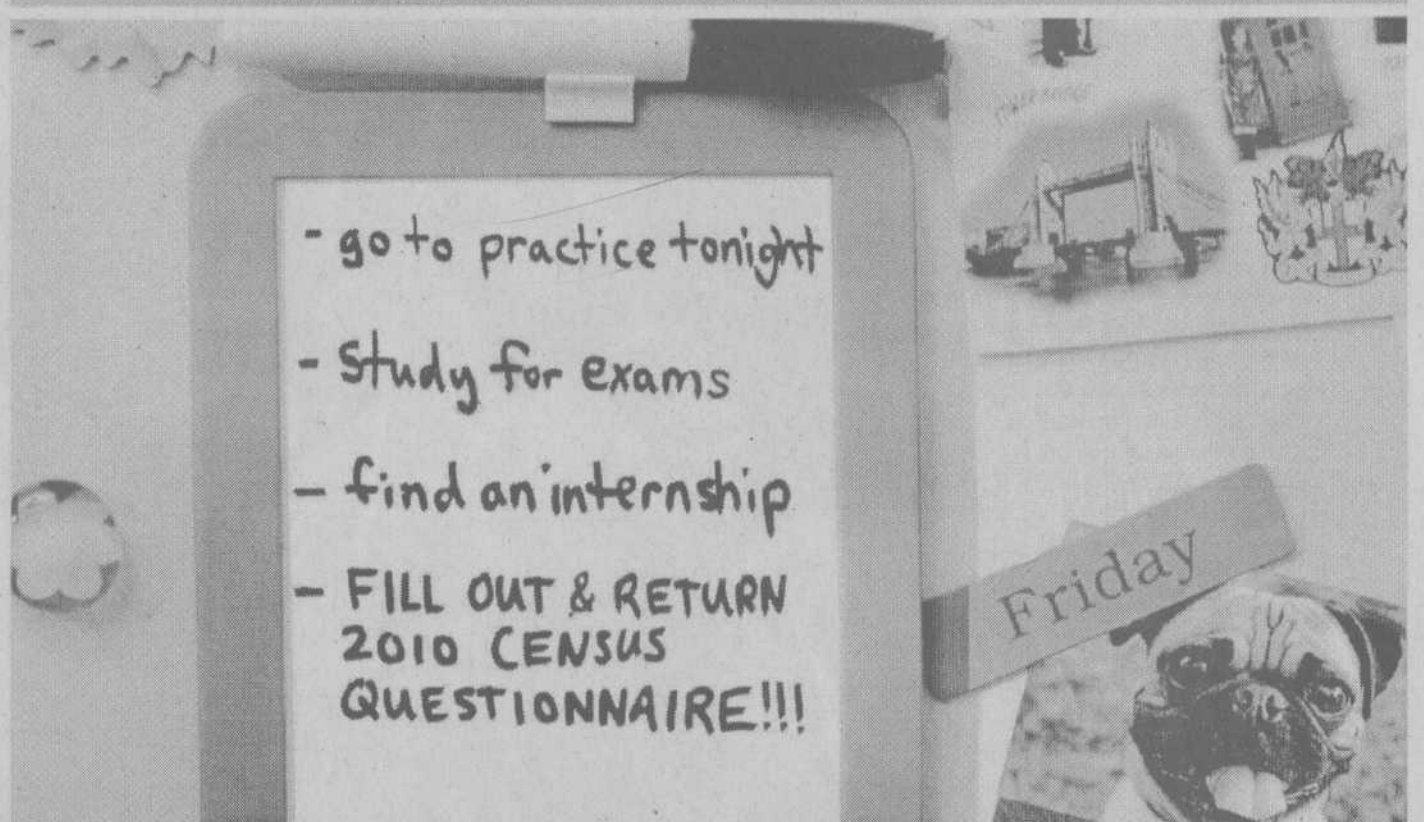 - go to practice tonight
- Study for exams
- find an internship
- FILL OUT & RETURN
2010 CENSUS
QUESTIONNAIRE!!!
Friday